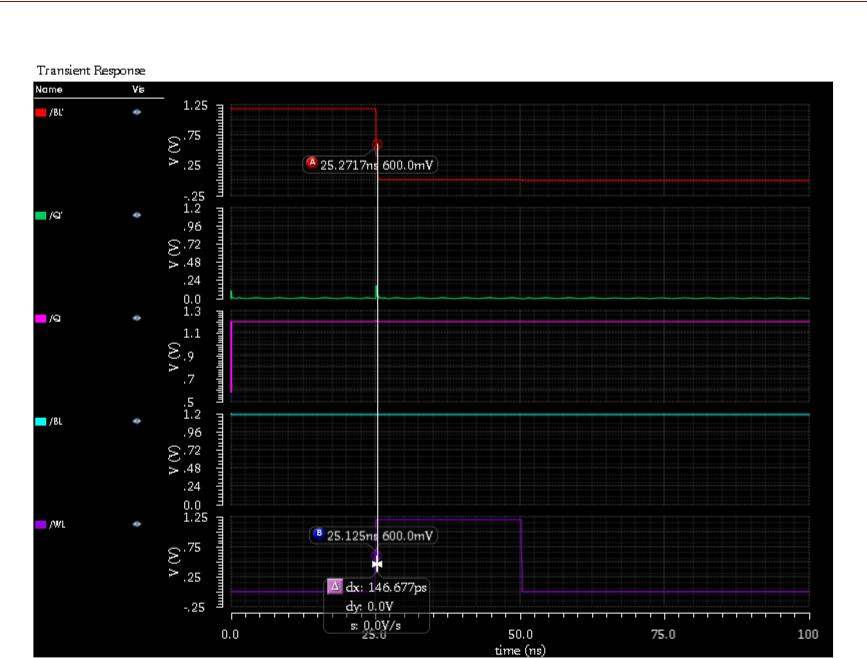 Transient Response
Name Vis
/BL'
V (V)
1.25
.75
.25
-.25
A 25.2717ns 600.0mV
/Q'
V (V)
1.2
.96
.72
.48
.24
0.0
/Q
V (V)
1.3
1.1
.9
.7
.5
/BL
V (V)
1.2
.96
.72
.48
.24
0.0
/WL
V (V)
1.25
.75
.25
-.25
B 25.125ns 600.0mV
Δ dx: 146.677ps
dy: 0.0V
s: 0.0V/s
0.0 25.0 50.0 75.0 100
time (ns)